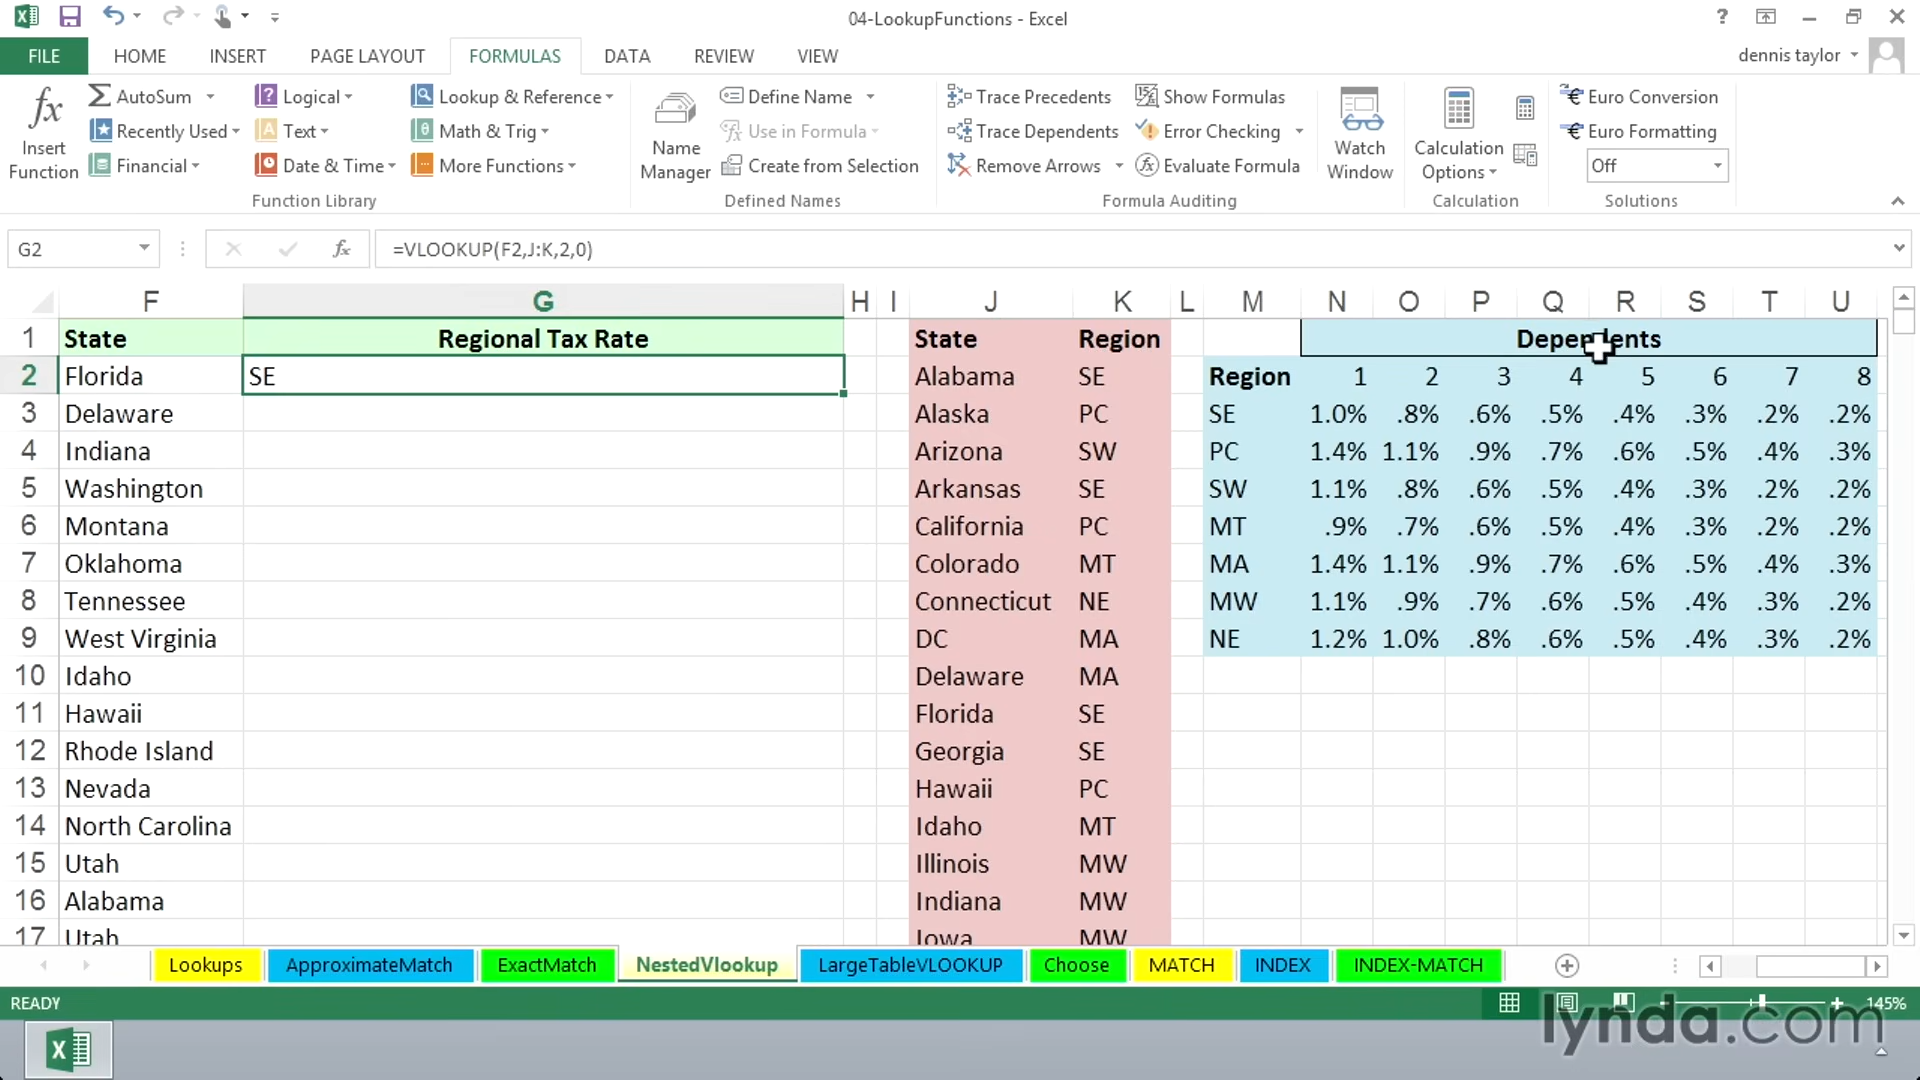 04-LookupFunctions - Excel
?
FILE HOME INSERT PAGE LAYOUT FORMULAS DATA REVIEW VIEW dennis taylor
fx Insert Function
AutoSum
Recently Used
Financial
Logical
Text
Date & Time
Lookup & Reference
Math & Trig
More Functions
Function Library
Name Manager
Define Name
Use in Formula
Create from Selection
Defined Names
Trace Precedents
Trace Dependents
Remove Arrows
Show Formulas
Error Checking
Evaluate Formula
Formula Auditing
Watch Window
Calculation Options
Calculation
Euro Conversion
Euro Formatting
Off
Solutions
G2 fx =VLOOKUP(F2,J:K,2,0)
F G H I J K L M N O P Q R S T U
1 State Regional Tax Rate State Region Dependents
2 Florida SE Alabama SE Region 1 2 3 4 5 6 7 8
3 Delaware Alaska PC SE 1.0% .8% .6% .5% .4% .3% .2% .2%
4 Indiana Arizona SW PC 1.4% 1.1% .9% .7% .6% .5% .4% .3%
5 Washington Arkansas SE SW 1.1% .8% .6% .5% .4% .3% .2% .2%
6 Montana California PC MT .9% .7% .6% .5% .4% .3% .2% .2%
7 Oklahoma Colorado MT MA 1.4% 1.1% .9% .7% .6% .5% .4% .3%
8 Tennessee Connecticut NE MW 1.1% .9% .7% .6% .5% .4% .3% .2%
9 West Virginia DC MA NE 1.2% 1.0% .8% .6% .5% .4% .3% .2%
10 Idaho Delaware MA
11 Hawaii Florida SE
12 Rhode Island Georgia SE
13 Nevada Hawaii PC
14 North Carolina Idaho MT
15 Utah Illinois MW
16 Alabama Indiana MW
17 Utah Iowa MW
Lookups ApproximateMatch ExactMatch NestedVlookup LargeTableVLOOKUP Choose MATCH INDEX INDEX-MATCH
READY 145%
lynda.com